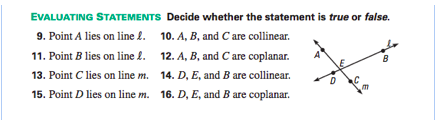 EVALUATING STATEMENTS Decide whether the statement is true or false.
9. Point A lies on line ℓ. 10. A, B, and C are collinear.
11. Point B lies on line ℓ. 12. A, B, and C are coplanar.
13. Point C lies on line m. 14. D, E, and B are collinear.
15. Point D lies on line m. 16. D, E, and B are coplanar.
A
ℓ
E
B
D
C
m